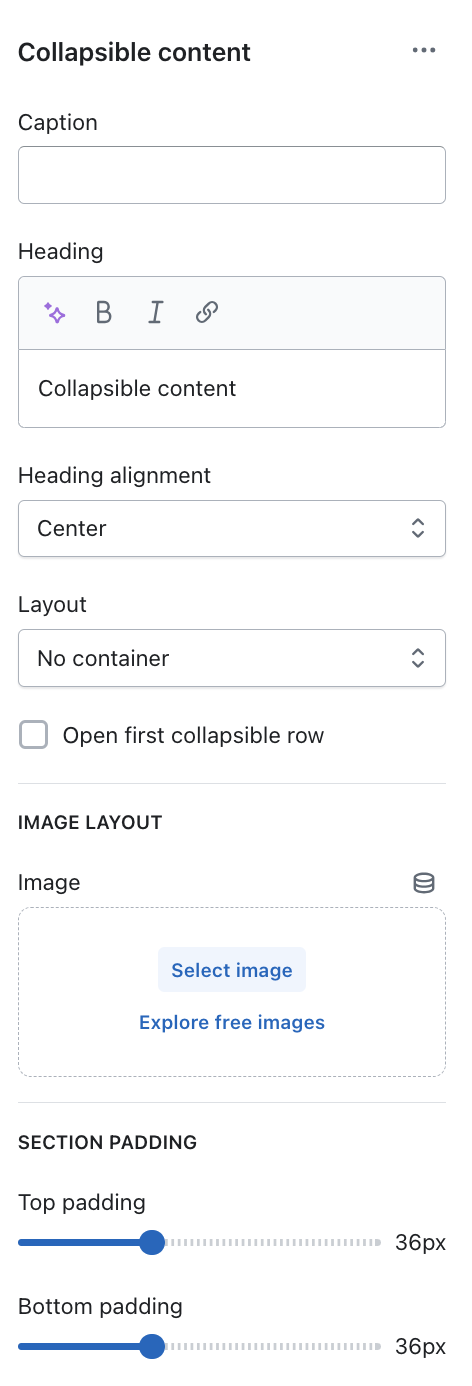 Collapsible content
Caption
Heading
B I
Collapsible content
Heading alignment
Center
Layout
No container
Open first collapsible row
IMAGE LAYOUT
Image
Select image
Explore free images
SECTION PADDING
Top padding
36px
Bottom padding
36px